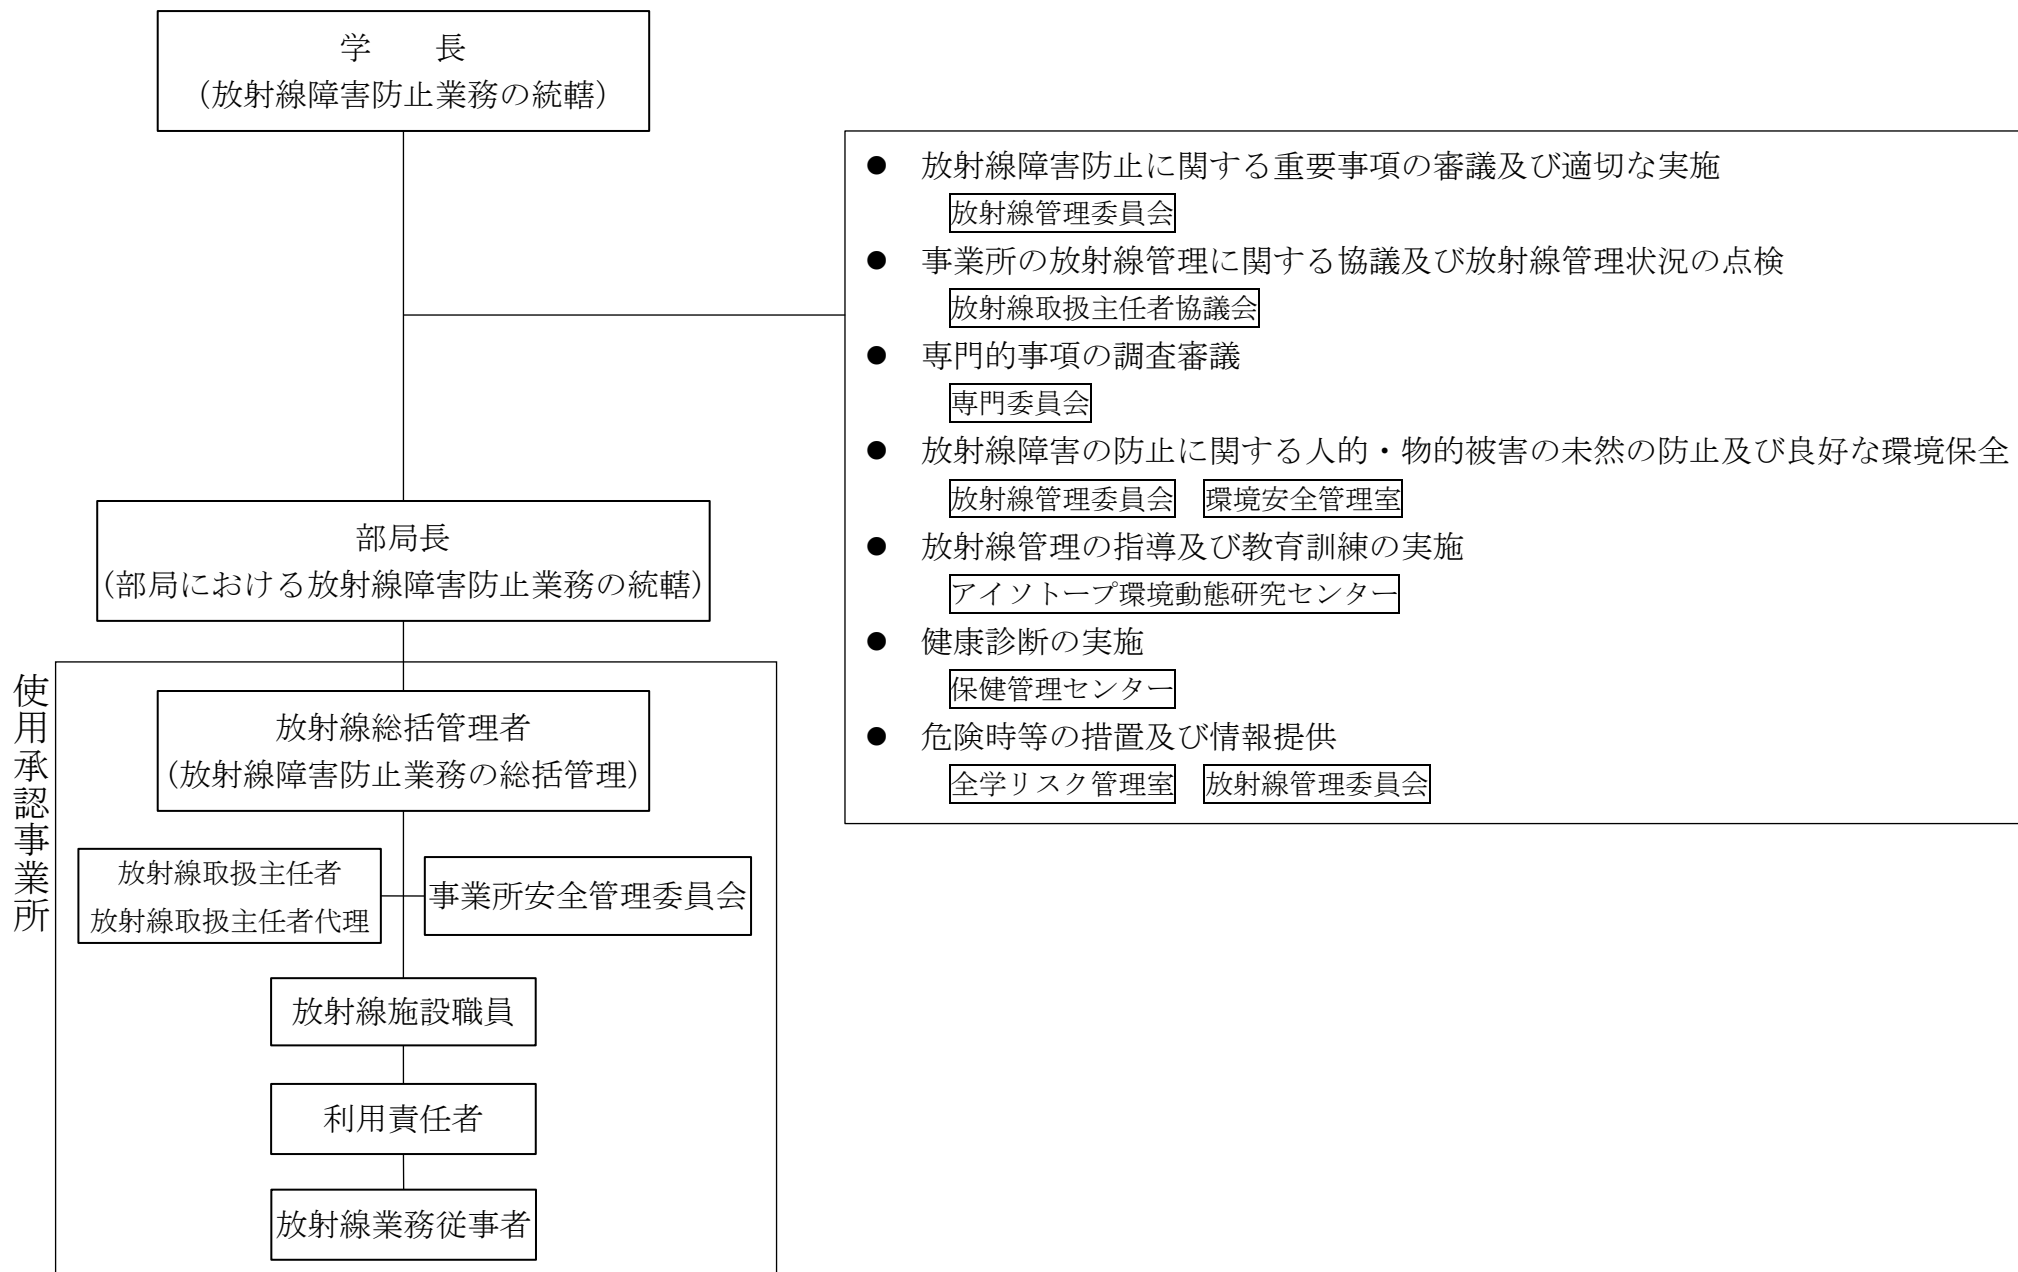 学　　長
（放射線障害防止業務の統轄）
● 放射線障害防止に関する重要事項の審議及び適切な実施
放射線管理委員会
● 事業所の放射線管理に関する協議及び放射線管理状況の点検
放射線取扱主任者協議会
● 専門的事項の調査審議
専門委員会
● 放射線障害の防止に関する人的・物的被害の未然の防止及び良好な環境保全
放射線管理委員会　環境安全管理室
● 放射線管理の指導及び教育訓練の実施
アイソトープ環境動態研究センター
● 健康診断の実施
保健管理センター
● 危険時等の措置及び情報提供
全学リスク管理室　放射線管理委員会
部局長
(部局における放射線障害防止業務の統轄)
使用承認事業所
放射線総括管理者
(放射線障害防止業務の総括管理)
放射線取扱主任者
放射線取扱主任者代理
事業所安全管理委員会
放射線施設職員
利用責任者
放射線業務従事者